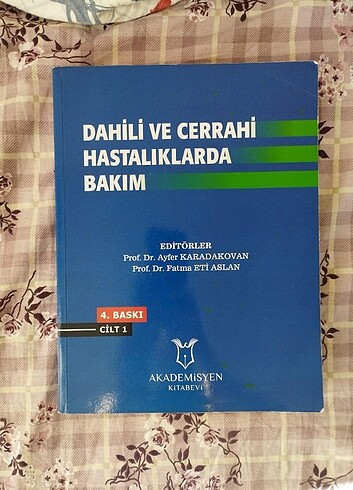 DAHİLİ VE CERRAHİ
HASTALIKLARDA
BAKIM
EDİTÖRLER
Prof. Dr. Ayfer KARADAKOVAN
Prof. Dr. Fatma ETİ ASLAN
4. BASKI
CİLT 1
AKADEMİSYEN
KİTABEVİ